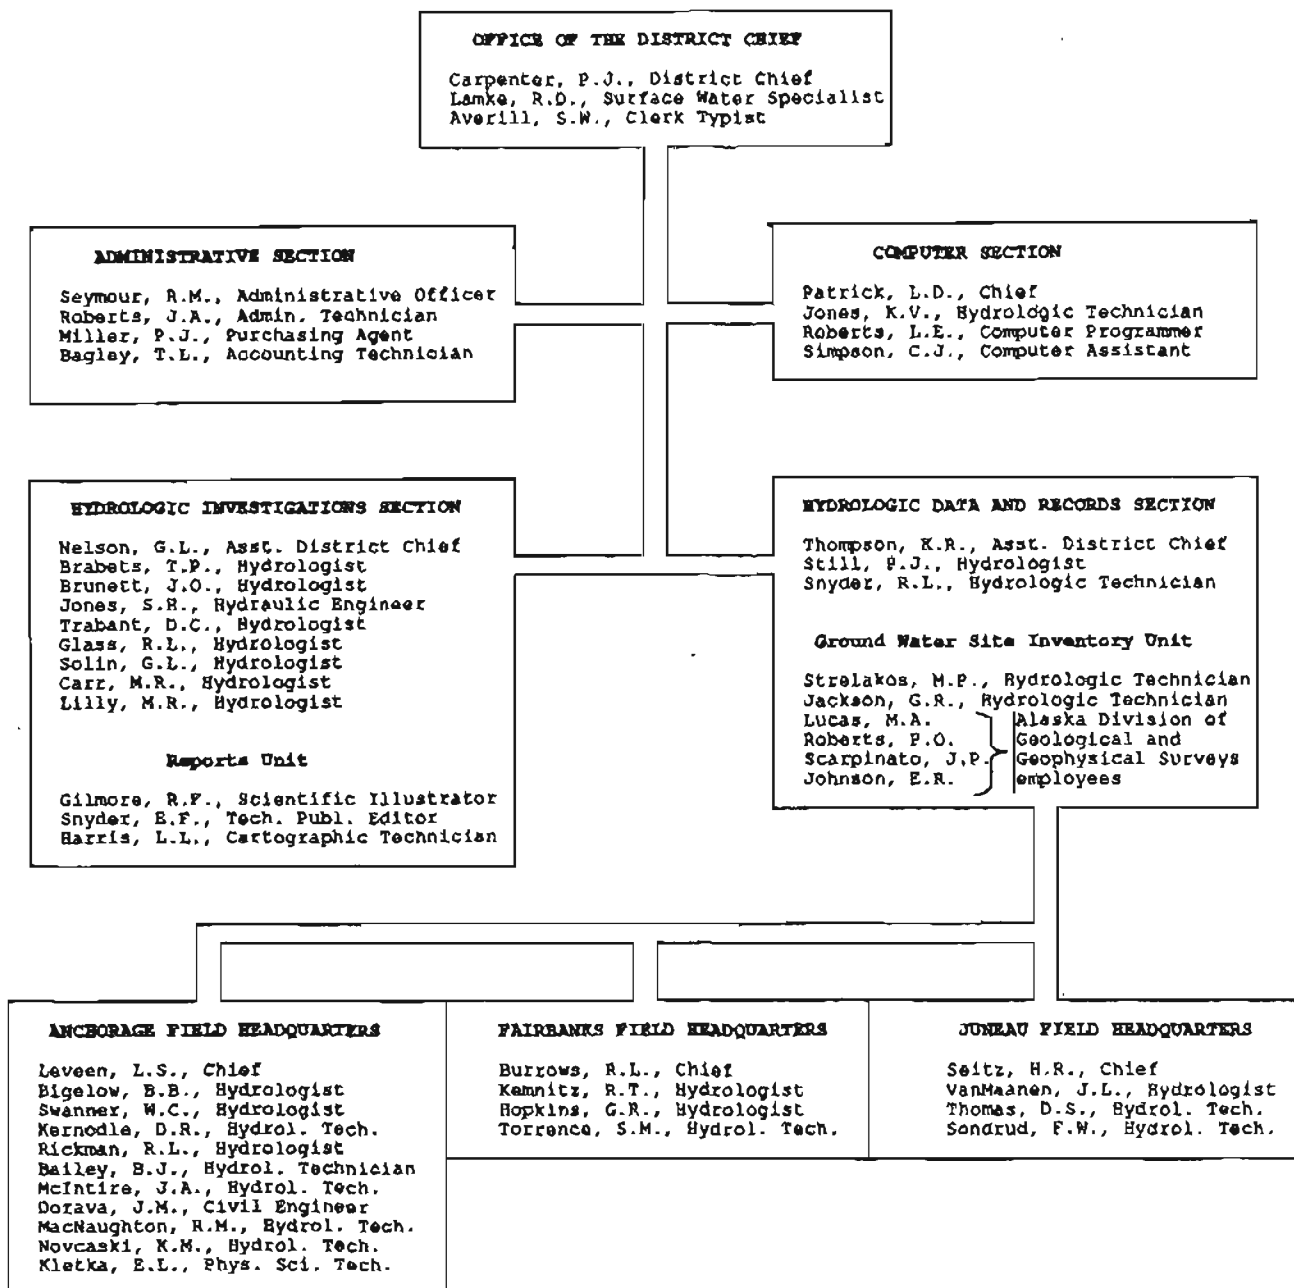 OFFICE OF THE DISTRICT CHIEF
Carpenter, P.J., District Chief
Lamke, R.D., Surface Water Specialist
Averill, S.W., Clerk Typist
ADMINISTRATIVE SECTION
Seymour, R.M., Administrative Officer
Roberts, J.A., Admin. Technician
Miller, P.J., Purchasing Agent
Bagley, T.L., Accounting Technician
COMPUTER SECTION
Patrick, L.D., Chief
Jones, K.V., Hydrologic Technician
Roberts, L.E., Computer Programmer
Simpson, C.J., Computer Assistant
HYDROLOGIC INVESTIGATIONS SECTION
Nelson, G.L., Asst. District Chief
Brabets, T.P., Hydrologist
Brunett, J.O., Hydrologist
Jones, S.H., Hydraulic Engineer
Trabant, D.C., Hydrologist
Glass, R.L., Hydrologist
Solin, G.L., Hydrologist
Carr, M.R., Hydrologist
Lilly, M.R., Hydrologist
Reports Unit
Gilmore, R.F., Scientific Illustrator
Snyder, E.F., Tech. Publ. Editor
Harris, L.L., Cartographic Technician
HYDROLOGIC DATA AND RECORDS SECTION
Thompson, K.R., Asst. District Chief
Still, P.J., Hydrologist
Snyder, R.L., Hydrologic Technician
Ground Water Site Inventory Unit
Strelakos, M.P., Hydrologic Technician
Jackson, G.R., Hydrologic Technician
Lucas, M.A.
Roberts, P.O.
Scarpinato, J.P.
Johnson, E.R.
Alaska Division of
Geological and
Geophysical Surveys
employees
ANCHORAGE FIELD HEADQUARTERS
Leveen, L.S., Chief
Bigelow, B.B., Hydrologist
Swanner, W.C., Hydrologist
Kernodle, D.R., Hydrol. Tech.
Rickman, R.L., Hydrologist
Bailey, B.J., Hydrol. Technician
McIntire, J.A., Hydrol. Tech.
Dorava, J.M., Civil Engineer
MacNaughton, R.M., Hydrol. Tech.
Novcaski, K.M., Hydrol. Tech.
Kletka, E.L., Phys. Sci. Tech.
FAIRBANKS FIELD HEADQUARTERS
Burrows, R.L., Chief
Kemnitz, R.T., Hydrologist
Hopkins, G.R., Hydrologist
Torrence, S.M., Hydrol. Tech.
JUNEAU FIELD HEADQUARTERS
Seitz, H.R., Chief
VanMaanen, J.L., Hydrologist
Thomas, D.S., Hydrol. Tech.
Sondrud, F.W., Hydrol. Tech.